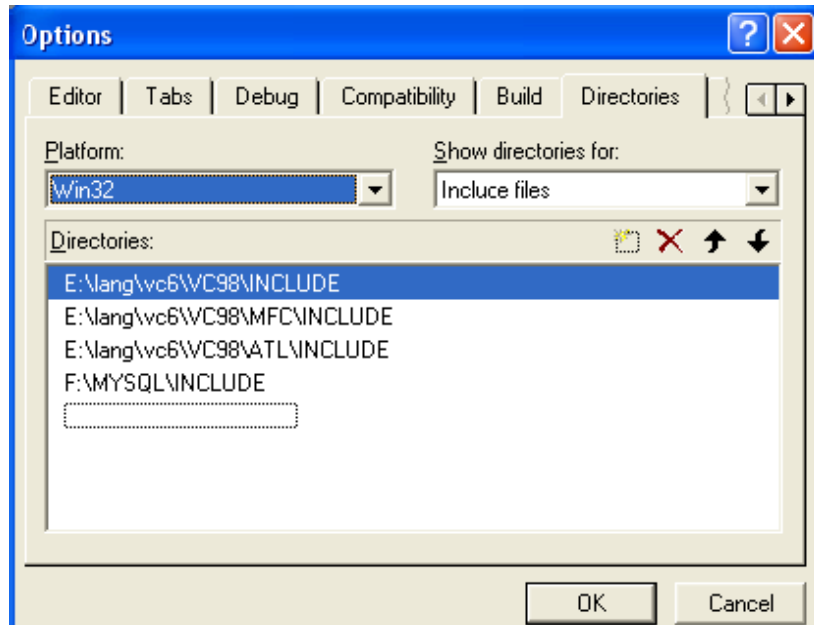 Options
Editor Tabs Debug Compatibility Build Directories
Platform: Show directories for:
Win32 Incluce files
Directories:
E:\lang\vc6\VC98\INCLUDE
E:\lang\vc6\VC98\MFC\INCLUDE
E:\lang\vc6\VC98\ATL\INCLUDE
F:\MYSQL\INCLUDE
OK Cancel